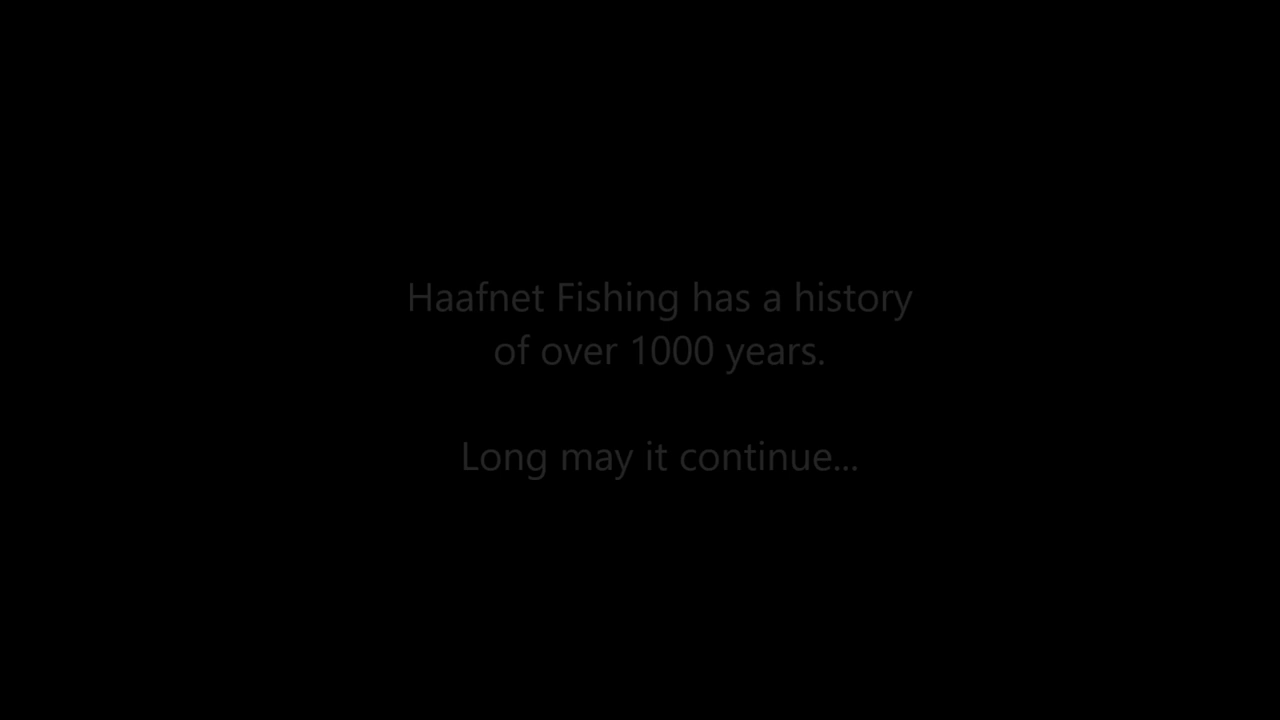 Haafnet Fishing has a history
of over 1000 years.
Long may it continue...